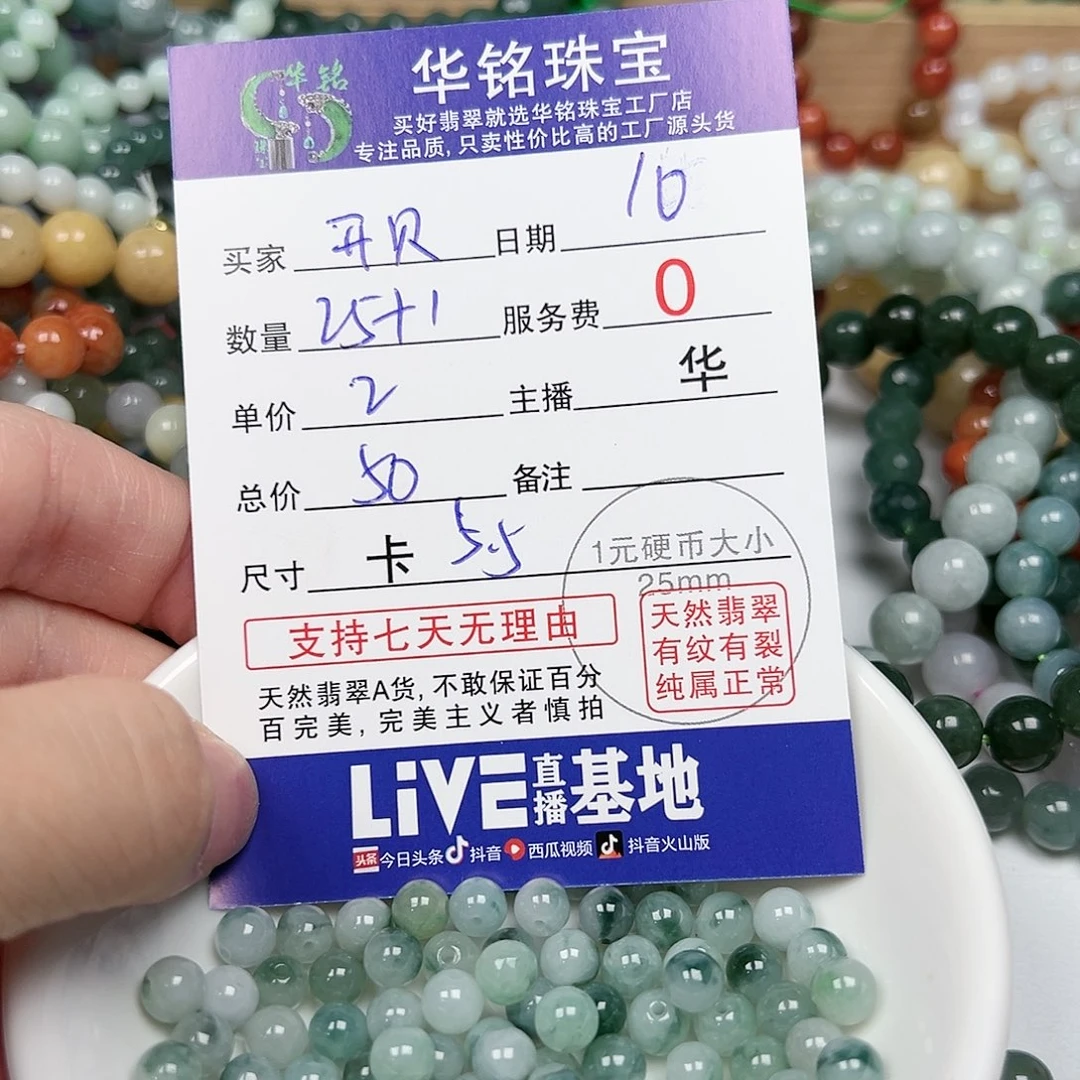 华铭
华铭珠宝
买好翡翠就选华铭珠宝工厂店
专注品质,只卖性价比高的工厂源头货
买家 开贝 日期 10
数量 25+1 服务费 0
单价 2 主播 华
总价 50 备注
尺寸 卡 5.5
1元硬币大小
25mm
支持七天无理由
天然翡翠
有纹有裂
纯属正常
天然翡翠A货,不敢保证百分
百完美,完美主义者慎拍
LiVE直播基地
头条 今日头条 抖音 西瓜视频 抖音火山版